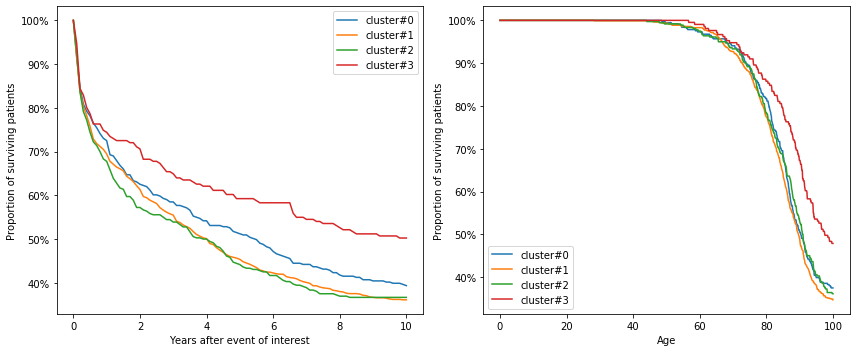 Proportion of surviving patients
100%
90%
80%
70%
60%
50%
40%
0
2
4
6
8
10
Years after event of interest
cluster#0
cluster#1
cluster#2
cluster#3
Proportion of surviving patients
100%
90%
80%
70%
60%
50%
40%
0
20
40
60
80
100
Age
cluster#0
cluster#1
cluster#2
cluster#3